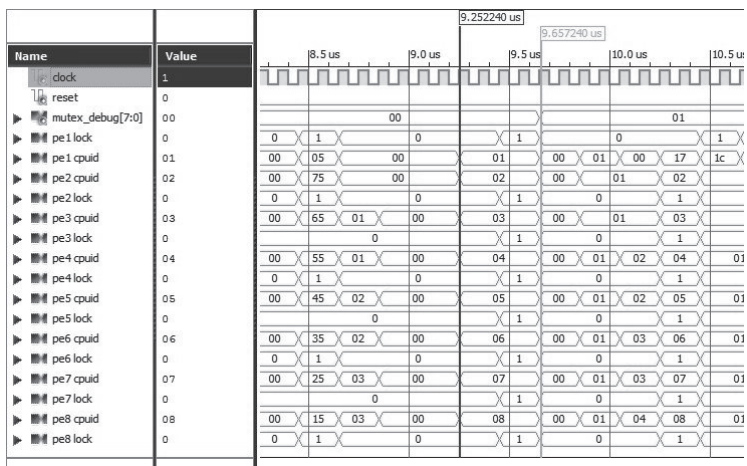 9.252240 us
9.657240 us
Name Value 8.5 us 9.0 us 9.5 us 10.0 us 10.5 us
clock 1
reset 0
mutex_debug[7:0] 00 00 01
pe1 lock 0 0 1 0 1 0 1
pe1 cpuid 01 00 05 00 01 00 01 00 17 1c
pe2 cpuid 02 00 75 00 02 00 01 02
pe2 lock 0 0 1 0 1 0 1
pe3 cpuid 03 00 65 01 00 03 00 01 03
pe3 lock 0 0 1 0 1
pe4 cpuid 04 00 55 01 00 04 00 01 02 04 01
pe4 lock 0 0 1 0 1 0 1
pe5 cpuid 05 00 45 02 00 05 00 01 02 05 01
pe5 lock 0 0 1 0 1
pe6 cpuid 06 00 35 02 00 06 00 01 03 06 01
pe6 lock 0 0 1 0 1 0 1
pe7 cpuid 07 00 25 03 00 07 00 01 03 07 01
pe7 lock 0 0 1 0 1
pe8 cpuid 08 00 15 03 00 08 00 01 04 08 01
pe8 lock 0 0 1 0 1 0 1